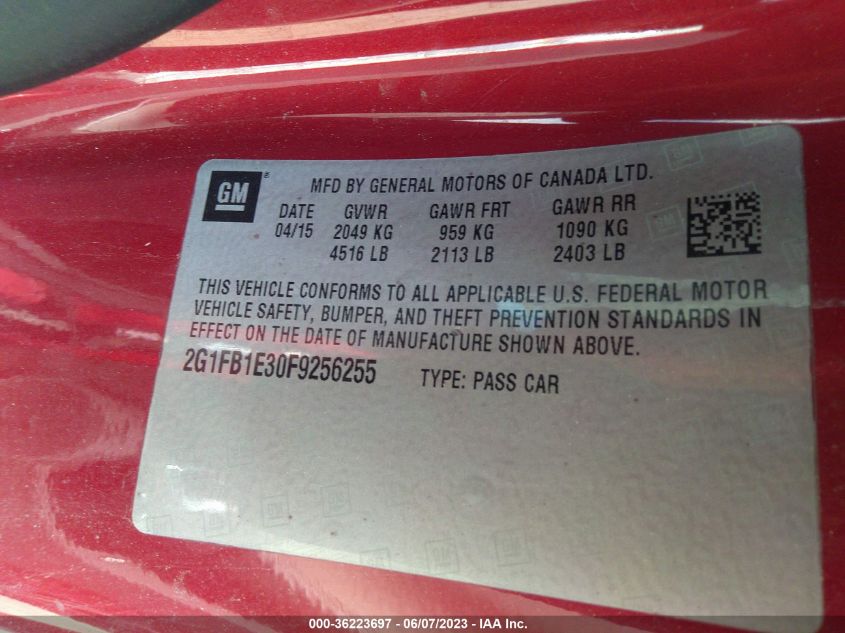 GM ® MFD BY GENERAL MOTORS OF CANADA LTD.
DATE GVWR GAWR FRT GAWR RR
04/15 2049 KG 959 KG 1090 KG
4516 LB 2113 LB 2403 LB
THIS VEHICLE CONFORMS TO ALL APPLICABLE U.S. FEDERAL MOTOR
VEHICLE SAFETY, BUMPER, AND THEFT PREVENTION STANDARDS IN
EFFECT ON THE DATE OF MANUFACTURE SHOWN ABOVE.
2G1FB1E30F9256255 TYPE: PASS CAR
000-36223697 - 06/07/2023 - IAA Inc.